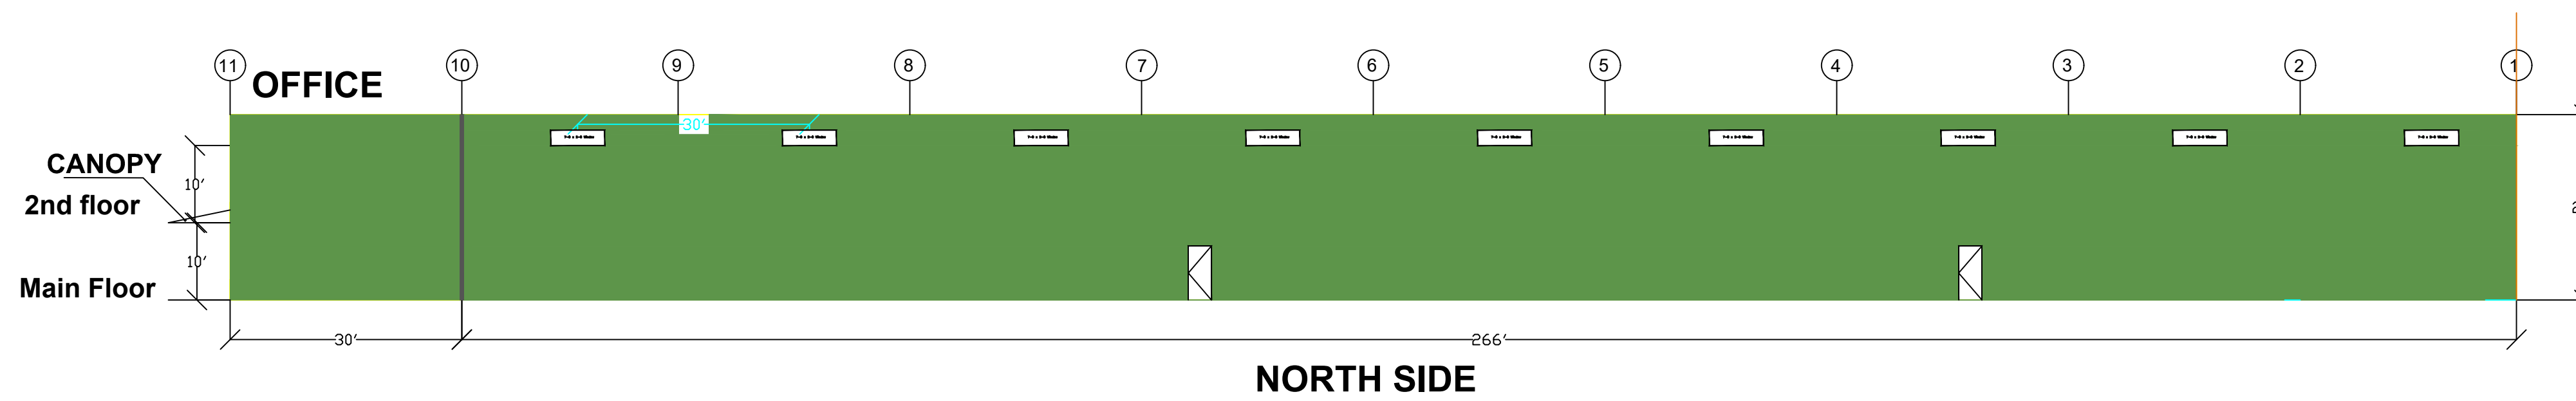 11 10 9 8 7 6 5 4 3 2 1
OFFICE
30'
CANOPY
10'
2nd floor
10'
Main Floor
30' 266'
NORTH SIDE